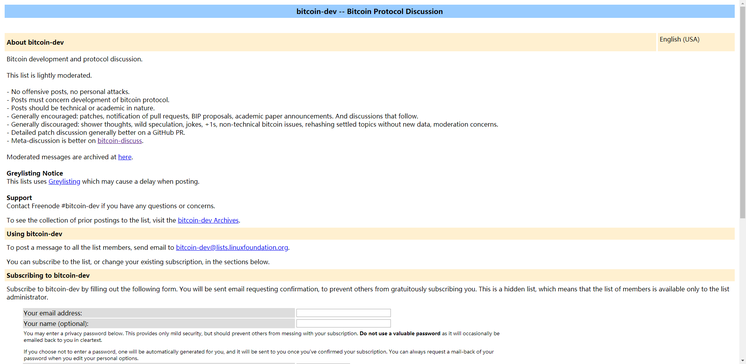 bitcoin-dev -- Bitcoin Protocol Discussion
About bitcoin-dev
English (USA)
Bitcoin development and protocol discussion.
This list is lightly moderated.
- No offensive posts, no personal attacks.
- Posts must concern development of bitcoin protocol.
- Posts should be technical or academic in nature.
- Generally encouraged: patches, notification of pull requests, BIP proposals, academic paper announcements. And discussions that follow.
- Generally discouraged: shower thoughts, wild speculation, jokes, +1s, non-technical bitcoin issues, rehashing settled topics without new data, moderation concerns.
- Detailed patch discussion generally better on a GitHub PR.
- Meta-discussion is better on bitcoin-discuss.
Moderated messages are archived at here.
Greylisting Notice
This lists uses Greylisting which may cause a delay when posting.
Support
Contact Freenode #bitcoin-dev if you have any questions or concerns.
To see the collection of prior postings to the list, visit the bitcoin-dev Archives.
Using bitcoin-dev
To post a message to all the list members, send email to bitcoin-dev@lists.linuxfoundation.org.
You can subscribe to the list, or change your existing subscription, in the sections below.
Subscribing to bitcoin-dev
Subscribe to bitcoin-dev by filling out the following form. You will be sent email requesting confirmation, to prevent others from gratuitously subscribing you. This is a hidden list, which means that the list of members is available only to the list
administrator.
Your email address:
Your name (optional):
You may enter a privacy password below. This provides only mild security, but should prevent others from messing with your subscription. Do not use a valuable password as it will occasionally be
emailed back to you in cleartext.
If you choose not to enter a password, one will be automatically generated for you, and it will be sent to you once you've confirmed your subscription. You can always request a mail-back of your
password when you edit your personal options.